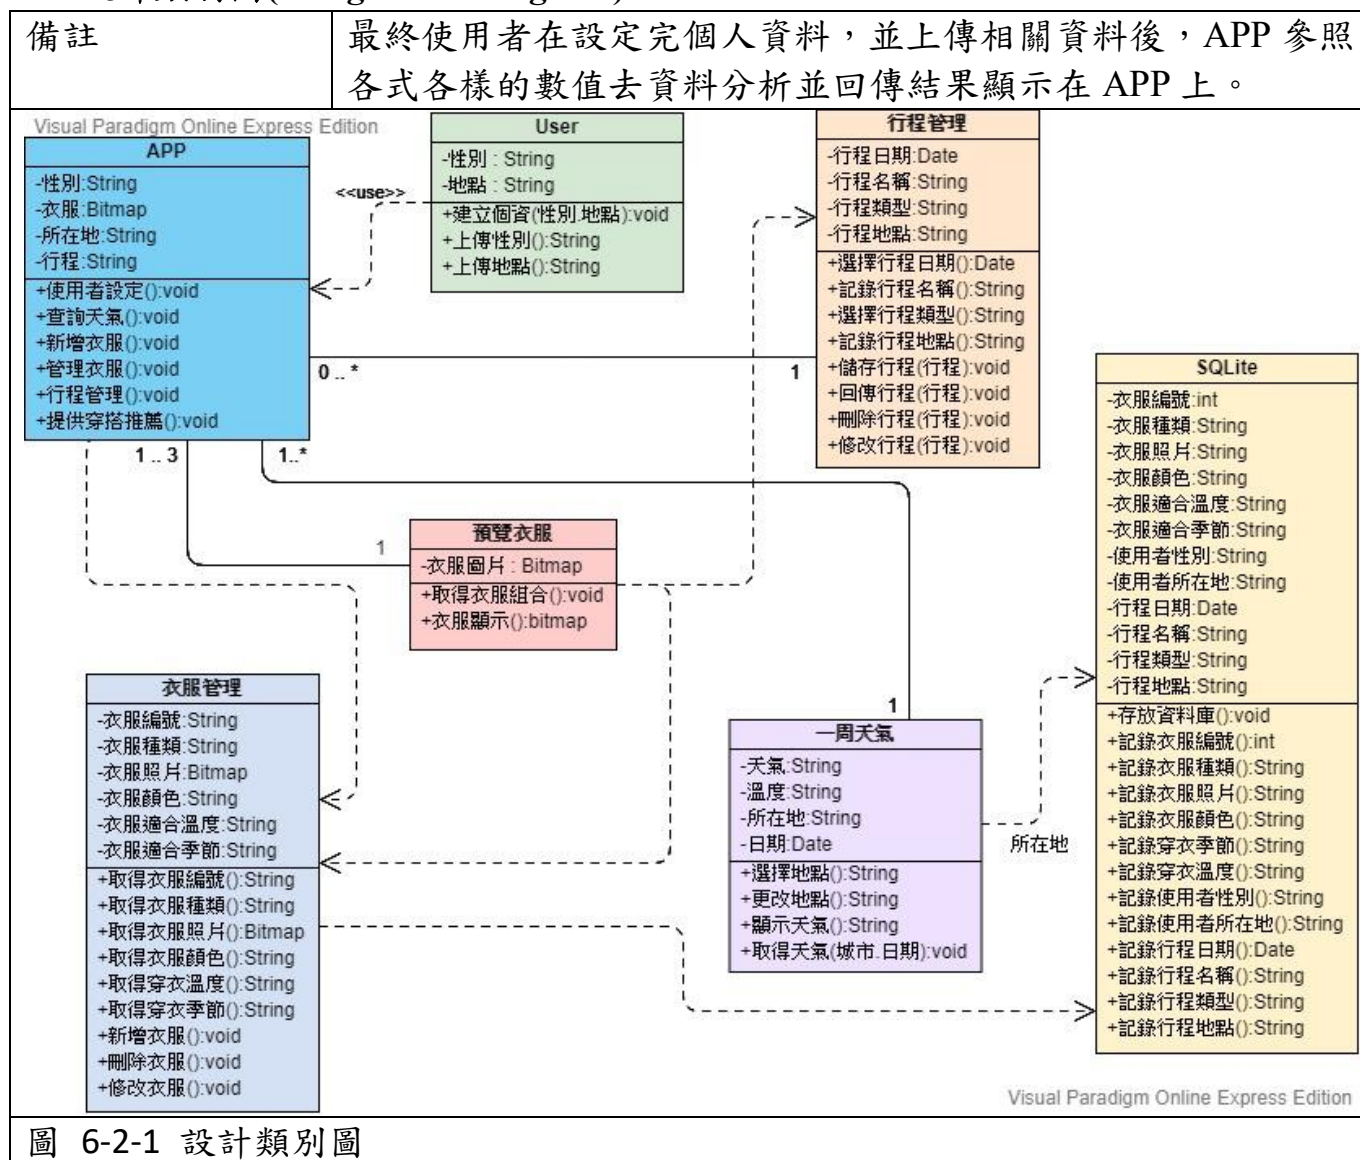 備註
最終使用者在設定完個人資料，並上傳相關資料後，APP 參照
各式各樣的數值去資料分析並回傳結果顯示在 APP 上。
Visual Paradigm Online Express Edition
APP
-性別:String
-衣服:Bitmap
-所在地:String
-行程:String
+使用者設定():void
+查詢天氣():void
+新增衣服():void
+管理衣服():void
+行程管理():void
+提供穿搭推薦():void
<<use>>
User
-性別 : String
-地點 : String
+建立個資(性別.地點):void
+上傳性別():String
+上傳地點():String
行程管理
-行程日期:Date
-行程名稱:String
-行程類型:String
-行程地點:String
+選擇行程日期():Date
+記錄行程名稱():String
+選擇行程類型():String
+記錄行程地點():String
+儲存行程(行程):void
+回傳行程(行程):void
+刪除行程(行程):void
+修改行程(行程):void
0 .. *
1
1 .. 3
1..*
預覽衣服
-衣服圖片 : Bitmap
+取得衣服組合():void
+衣服顯示():bitmap
1
衣服管理
-衣服編號:String
-衣服種類:String
-衣服照片:Bitmap
-衣服顏色:String
-衣服適合溫度:String
-衣服適合季節:String
+取得衣服編號():String
+取得衣服種類():String
+取得衣服照片():Bitmap
+取得衣服顏色():String
+取得穿衣溫度():String
+取得穿衣季節():String
+新增衣服():void
+刪除衣服():void
+修改衣服():void
1
一周天氣
-天氣:String
-溫度:String
-所在地:String
-日期:Date
+選擇地點():String
+更改地點():String
+顯示天氣():String
+取得天氣(城市.日期):void
所在地
SQLite
-衣服編號:int
-衣服種類:String
-衣服照片:String
-衣服顏色:String
-衣服適合溫度:String
-衣服適合季節:String
-使用者性別:String
-使用者所在地:String
-行程日期:Date
-行程名稱:String
-行程類型:String
-行程地點:String
+存放資料庫():void
+記錄衣服編號():int
+記錄衣服種類():String
+記錄衣服照片():String
+記錄衣服顏色():String
+記錄穿衣季節():String
+記錄穿衣溫度():String
+記錄使用者性別():String
+記錄使用者所在地():String
+記錄行程日期():Date
+記錄行程名稱():String
+記錄行程類型():String
+記錄行程地點():String
Visual Paradigm Online Express Edition
圖 6-2-1 設計類別圖